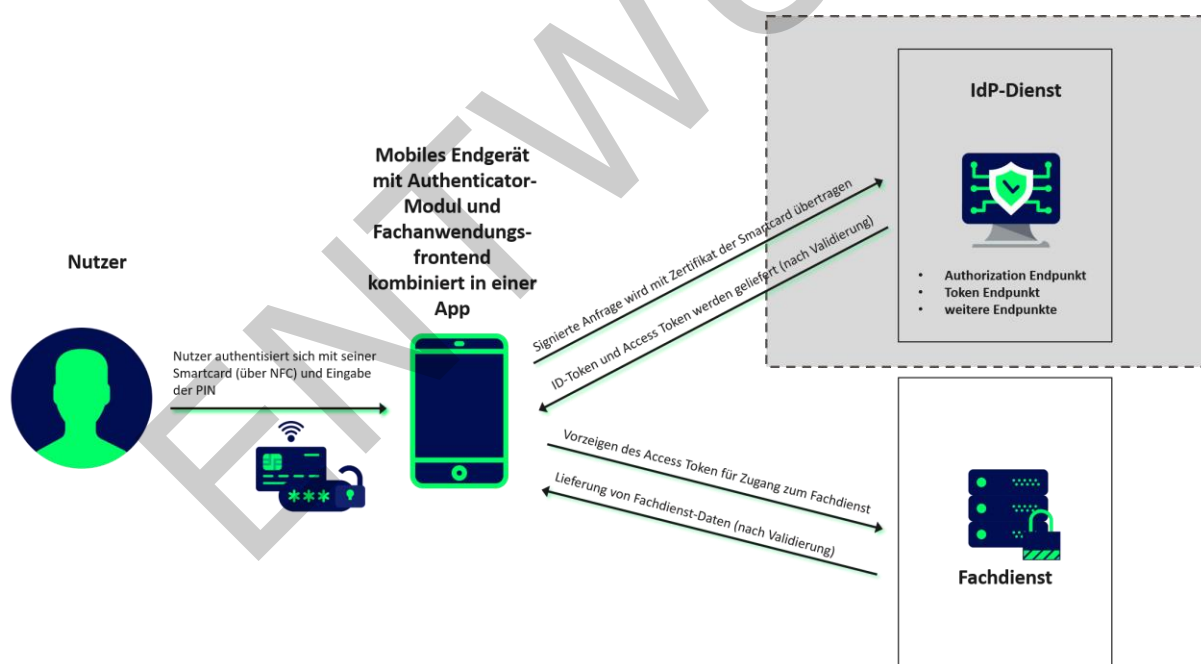 IdP-Dienst
Mobiles Endgerät
mit Authenticator-
Modul und
Fachanwendungs-
frontend
kombiniert in einer
App
Nutzer
Nutzer authentisiert sich mit seiner
Smartcard (über NFC) und Eingabe
der PIN
***
Signierte Anfrage wird mit Zertifikat der Smartcard übertragen
ID-Token und Access Token werden geliefert (nach Validierung)
• Authorization Endpunkt
• Token Endpunkt
• weitere Endpunkte
Vorzeigen des Access Token für Zugang zum Fachdienst
Lieferung von Fachdienst-Daten (nach Validierung)
Fachdienst